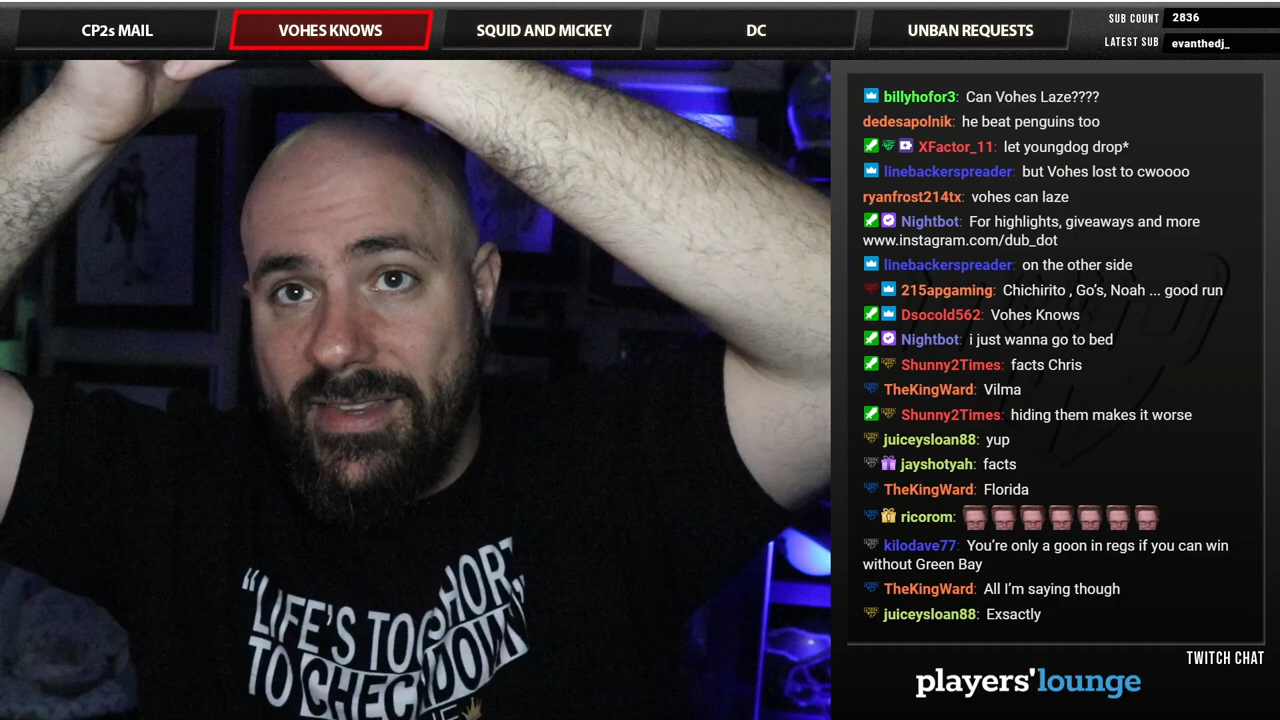 CP2s MAIL
VOHES KNOWS
SQUID AND MICKEY
DC
UNBAN REQUESTS
SUB COUNT 2836
LATEST SUB evanthedj_
billyhofor3: Can Vohes Laze????
dedesapolnik: he beat penguins too
XFactor_11: let youngdog drop*
linebackerspreader: but Vohes lost to cwoooo
ryanfrost214tx: vohes can laze
Nightbot: For highlights, giveaways and more
www.instagram.com/dub_dot
linebackerspreader: on the other side
215apgaming: Chichirito , Go's, Noah ... good run
Dsocold562: Vohes Knows
Nightbot: i just wanna go to bed
Shunny2Times: facts Chris
TheKingWard: Vilma
Shunny2Times: hiding them makes it worse
juiceysloan88: yup
jayshotyah: facts
TheKingWard: Florida
ricorom:
kilodave77: You're only a goon in regs if you can win
without Green Bay
TheKingWard: All I'm saying though
juiceysloan88: Exsactly
TWITCH CHAT
players'lounge
"LIFE'S TOO SHORT
TO CHECKDOWN"